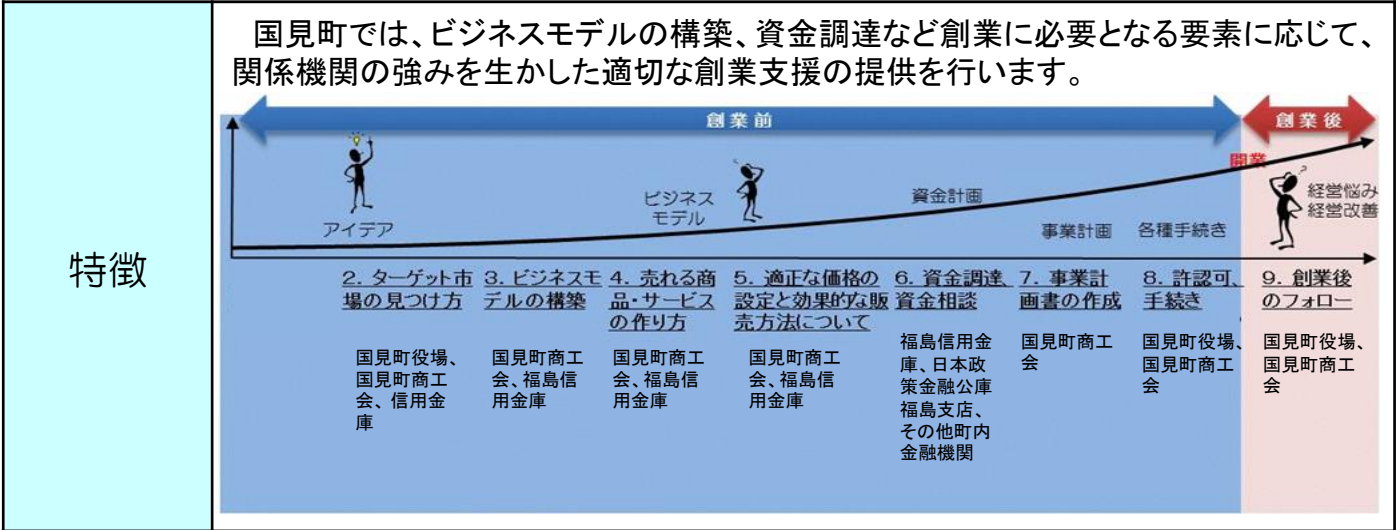 特徴
国見町では、ビジネスモデルの構築、資金調達など創業に必要となる要素に応じて、
関係機関の強みを生かした適切な創業支援の提供を行います。
創業前
創業後
開業
アイデア
ビジネス
モデル
資金計画
事業計画
各種手続き
経営悩み
経営改善
2. ターゲット市
場の見つけ方
国見町役場、
国見町商工
会、信用金
庫
3. ビジネスモ
デルの構築
国見町商工
会、福島信
用金庫
4. 売れる商
品・サービス
の作り方
国見町商工
会、福島信
用金庫
5. 適正な価格の
設定と効果的な販
売方法について
国見町商工
会、福島信
用金庫
6. 資金調達、
資金相談
福島信用金
庫、日本政
策金融公庫
福島支店、
その他町内
金融機関
7. 事業計
画書の作成
国見町商工
会
8. 許認可、
手続き
国見町役場、
国見町商工
会
9. 創業後
のフォロー
国見町役場、
国見町商工
会